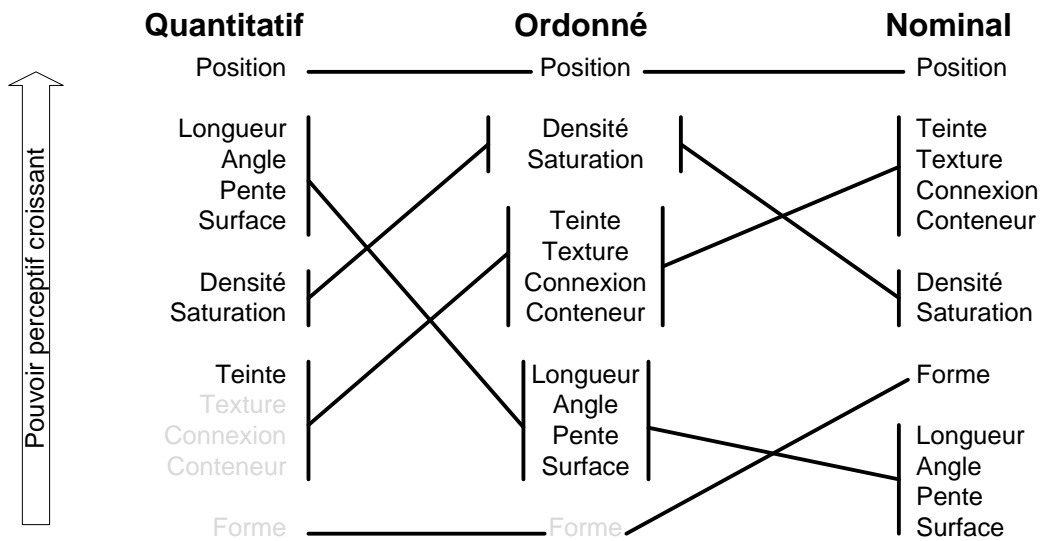 Quantitatif
Ordonné
Nominal
Pouvoir perceptif croissant
Position
Longueur
Angle
Pente
Surface
Densité
Saturation
Teinte
Texture
Connexion
Conteneur
Forme
Position
Densité
Saturation
Teinte
Texture
Connexion
Conteneur
Longueur
Angle
Pente
Surface
Forme
Position
Teinte
Texture
Connexion
Conteneur
Densité
Saturation
Forme
Longueur
Angle
Pente
Surface